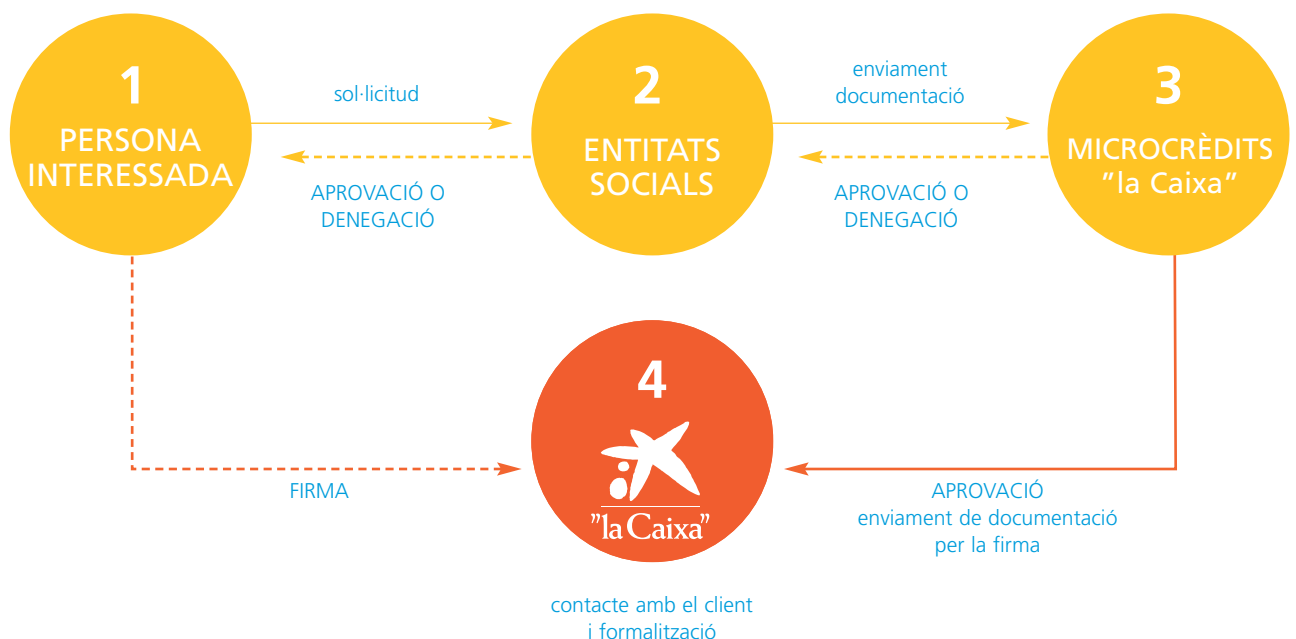 1
PERSONA
INTERESSADA
sol·licitud
APROVACIÓ O
DENEGACIÓ
2
ENTITATS
SOCIALS
enviament
documentació
APROVACIÓ O
DENEGACIÓ
3
MICROCRÈDITS
"la Caixa"
FIRMA
4
"la Caixa"
APROVACIÓ
enviament de documentació
per la firma
contacte amb el client
i formalització